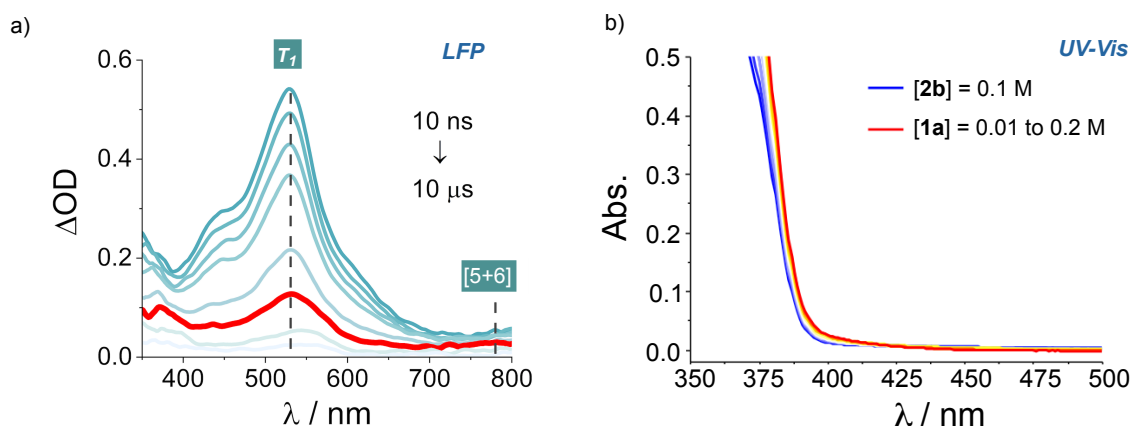 a)
LFP
T1
10 ns
↓
10 μs
[5+6]
0.6
0.4
0.2
0.0
ΔOD
400
500
600
700
800
λ / nm
b)
UV-Vis
[2b] = 0.1 M
[1a] = 0.01 to 0.2 M
0.5
0.4
0.3
0.2
0.1
0.0
Abs.
350
375
400
425
450
475
500
λ / nm